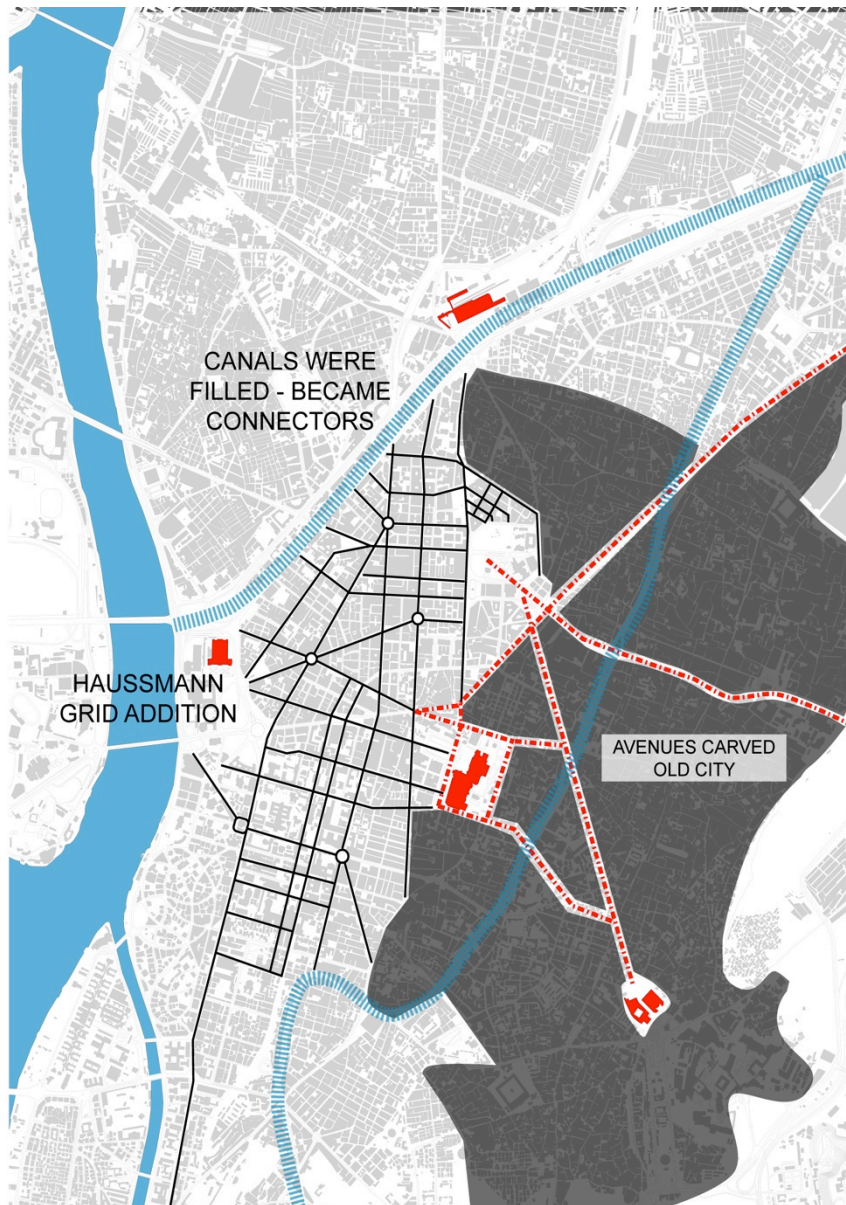 CANALS WERE
FILLED - BECAME
CONNECTORS
HAUSSMANN
GRID ADDITION
AVENUES CARVED
OLD CITY